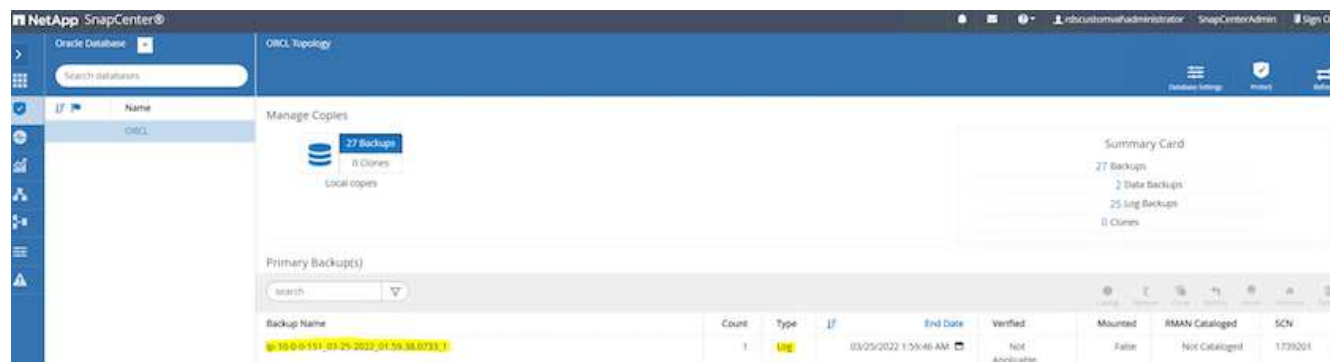 NetApp SnapCenter®
rdscustomval\administrator SnapCenterAdmin Sign O
Oracle Database
ORCL Topology
Search databases
Database Settings Protect
Name
ORCL
Manage Copies
27 Backups
0 Clones
Local copies
Summary Card
27 Backups
2 Data Backups
25 Log Backups
0 Clones
Primary Backup(s)
search
Backup Name Count Type End Date Verified Mounted RMAN Cataloged SCN
ip-10-0-0-151_03-25-2022_01.59.38.0733_1 1 Log 03/25/2022 1:59:46 AM Not Applicable False Not Cataloged 1739201